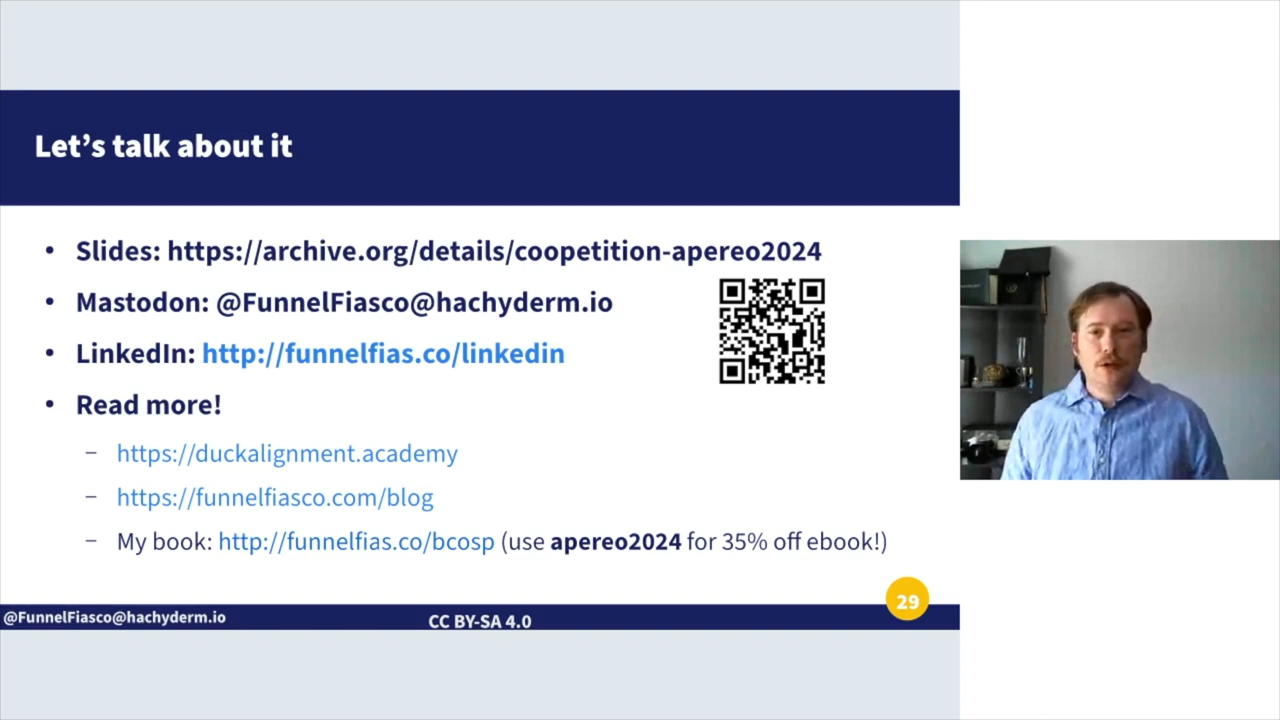 Let’s talk about it
• Slides: https://archive.org/details/coopetition-apereo2024
• Mastodon: @FunnelFiasco@hachyderm.io
• LinkedIn: http://funnelfias.co/linkedin
• Read more!
– https://duckalignment.academy
– https://funnelfiasco.com/blog
– My book: http://funnelfias.co/bcosp (use apereo2024 for 35% off ebook!)
29
@FunnelFiasco@hachyderm.io
CC BY-SA 4.0